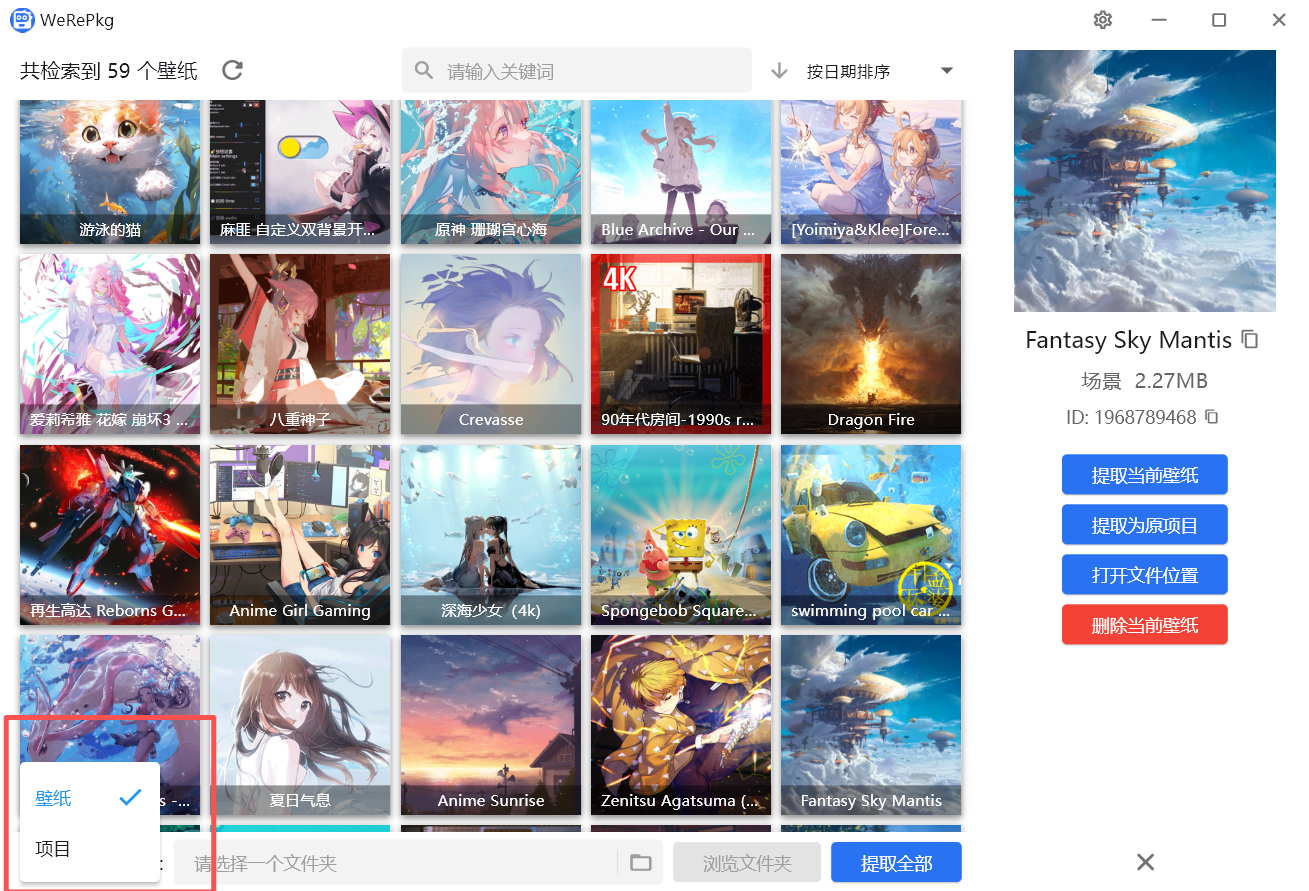 WeRePkg
共检索到 59 个壁纸
请输入关键词
按日期排序
游泳的猫
麻匪 自定义双背景开...
原神 珊瑚宫心海
Blue Archive - Our ...
[Yoimiya&Klee]Fore...
爱莉希雅 花嫁 崩坏3 ...
八重神子
Crevasse
4K
90年代房间-1990s r...
Dragon Fire
再生高达 Reborns G...
Anime Girl Gaming
深海少女（4k)
Spongebob Square...
swimming pool car ...
s -...
夏日气息
Anime Sunrise
Zenitsu Agatsuma (...
Fantasy Sky Mantis
壁纸
项目
:
请选择一个文件夹
浏览文件夹
提取全部
Fantasy Sky Mantis
场景 2.27MB
ID: 1968789468
提取当前壁纸
提取为原项目
打开文件位置
删除当前壁纸